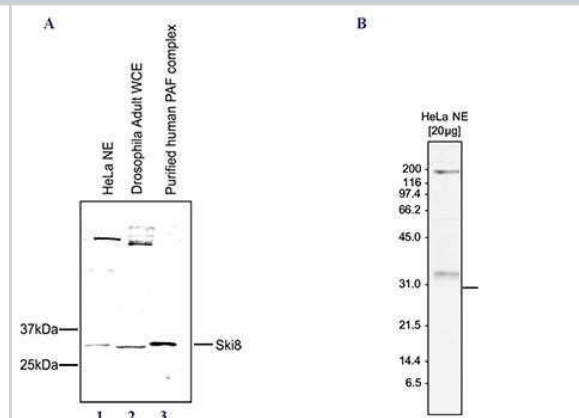 A
HeLa NE
Drosophila Adult WCE
Purified human PAF complex
37kDa
25kDa
Ski8
1 2 3
B
HeLa NE
[20µg]
200
116
97.4
66.2
45.0
31.0
21.5
14.4
6.5